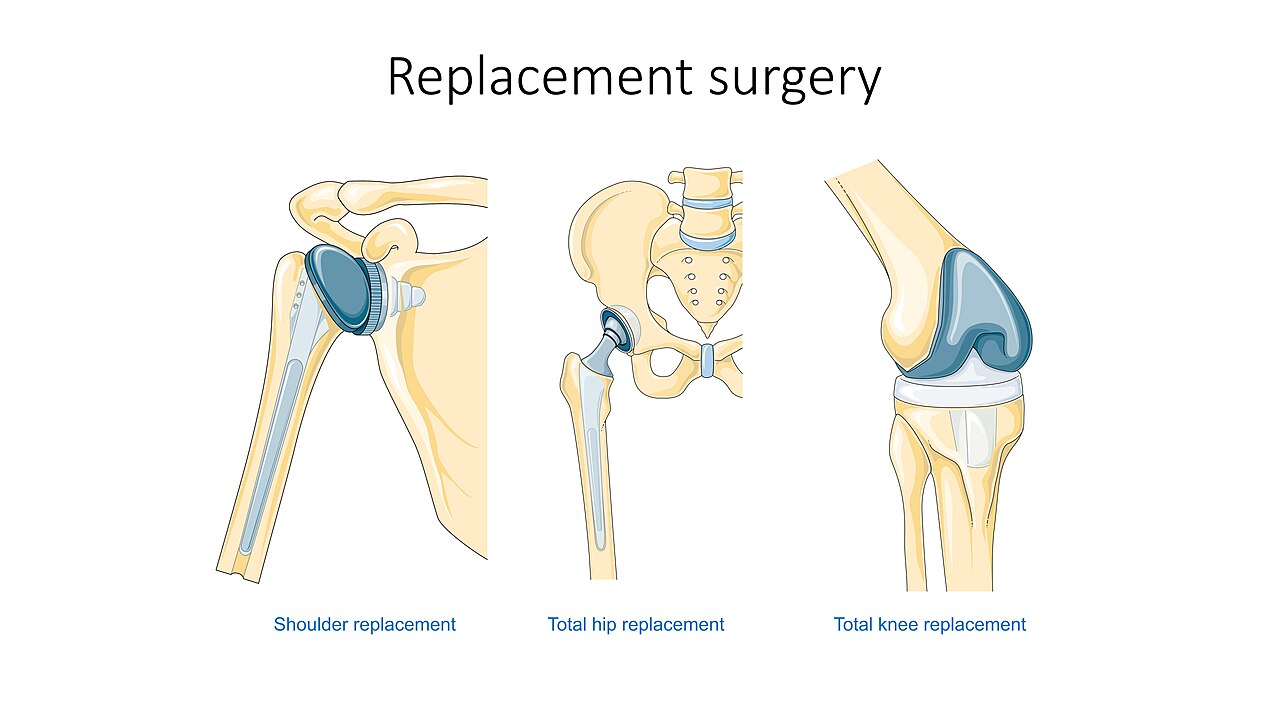 Replacement surgery
Shoulder replacement
Total hip replacement
Total knee replacement